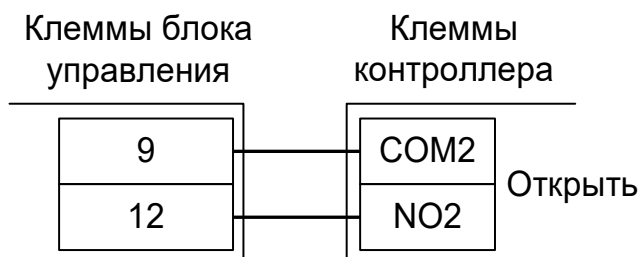 Клеммы блока
управления
Клеммы
контроллера
9
COM2
12
NO2
Открыть